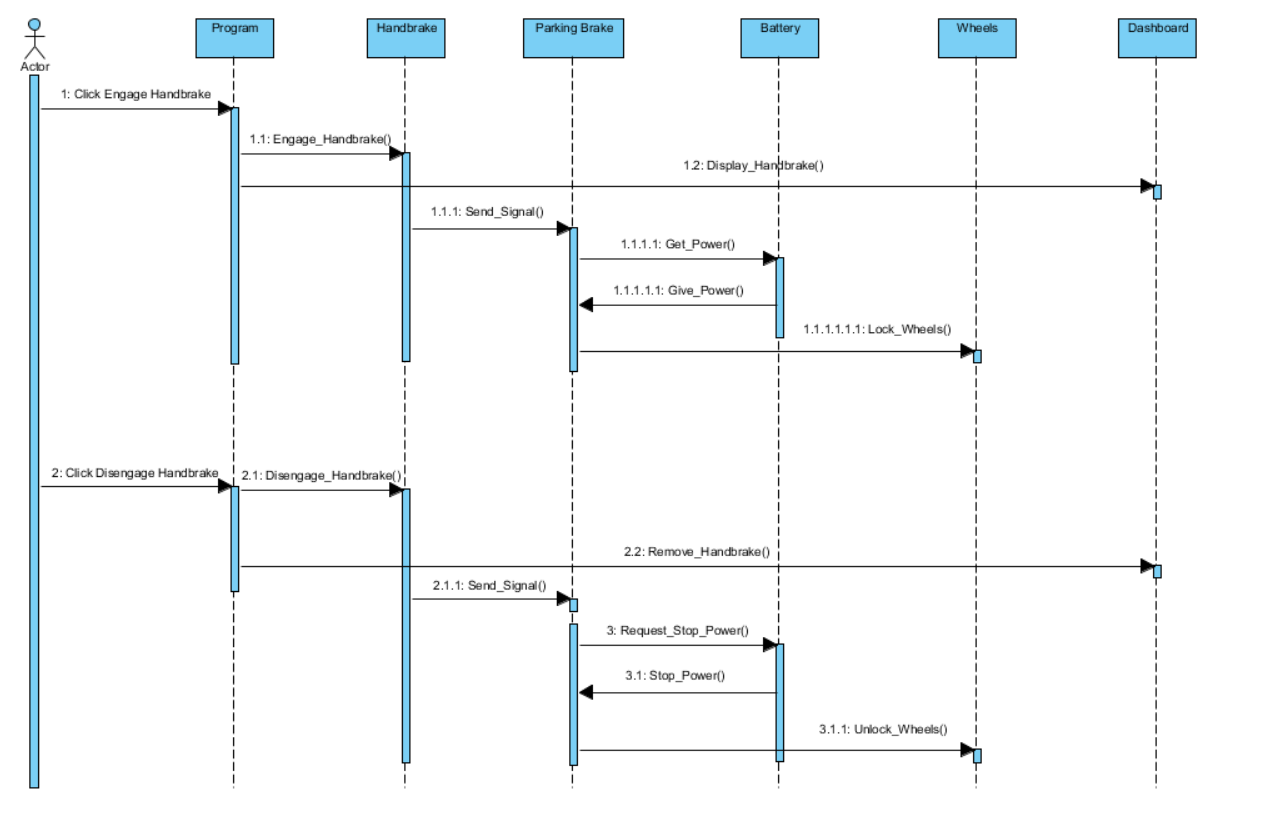 Program
Handbrake
Parking Brake
Battery
Wheels
Dashboard
Actor
1: Click Engage Handbrake
1.1: Engage_Handbrake()
1.2: Display_Handbrake()
1.1.1: Send_Signal()
1.1.1.1: Get_Power()
1.1.1.1.1: Give_Power()
1.1.1.1.1.1: Lock_Wheels()
2: Click Disengage Handbrake
2.1: Disengage_Handbrake()
2.2: Remove_Handbrake()
2.1.1: Send_Signal()
3: Request_Stop_Power()
3.1: Stop_Power()
3.1.1: Unlock_Wheels()